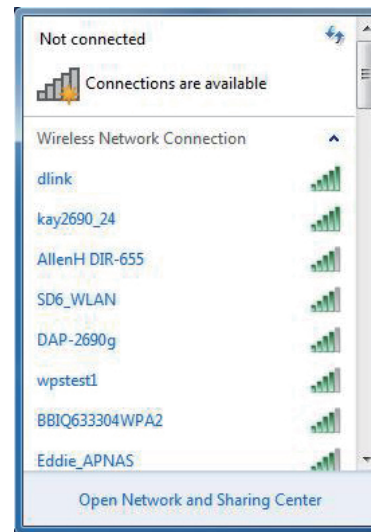 Not connected
Connections are available
Wireless Network Connection
dlink
kay2690_24
AllenH DIR-655
SD6_WLAN
DAP-2690g
wpstest1
BBIQ633304WPA2
Eddie_APNAS
Open Network and Sharing Center